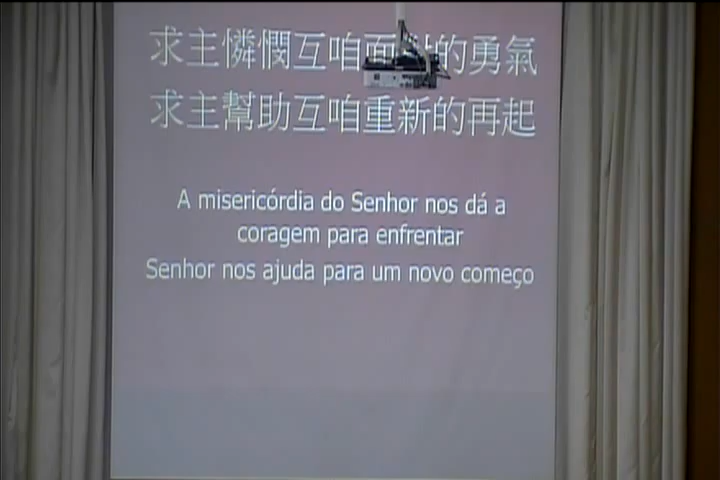 求主憐憫互咱面對的勇氣
求主幫助互咱重新的再起
A misericórdia do Senhor nos dá a
coragem para enfrentar
Senhor nos ajuda para um novo começo